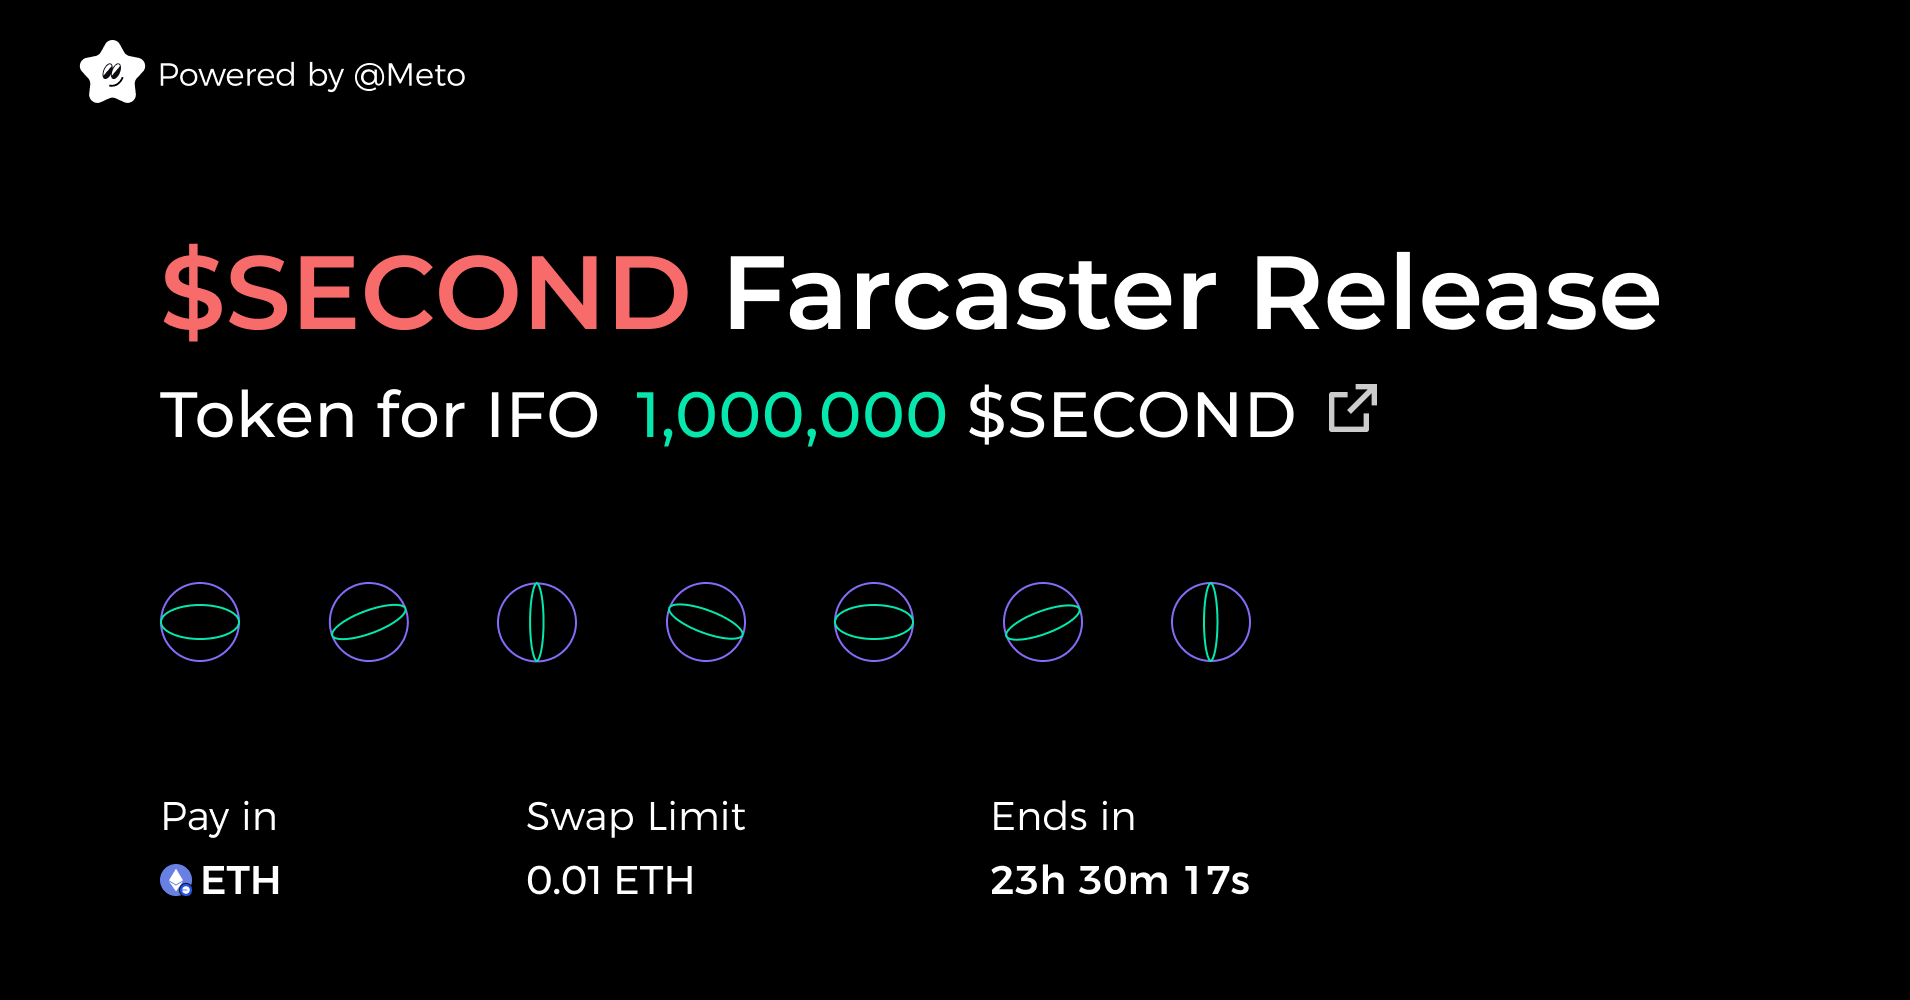 Powered by @Meto
$SECOND Farcaster Release
Token for IFO 1,000,000 $SECOND
Pay in Swap Limit Ends in
ETH 0.01 ETH 23h 30m 17s